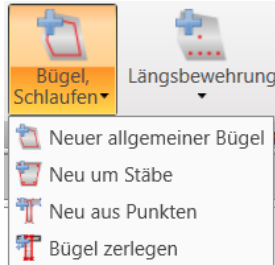 Bügel,
Schlaufen
Längsbewehrung
Neuer allgemeiner Bügel
Neu um Stäbe
Neu aus Punkten
Bügel zerlegen